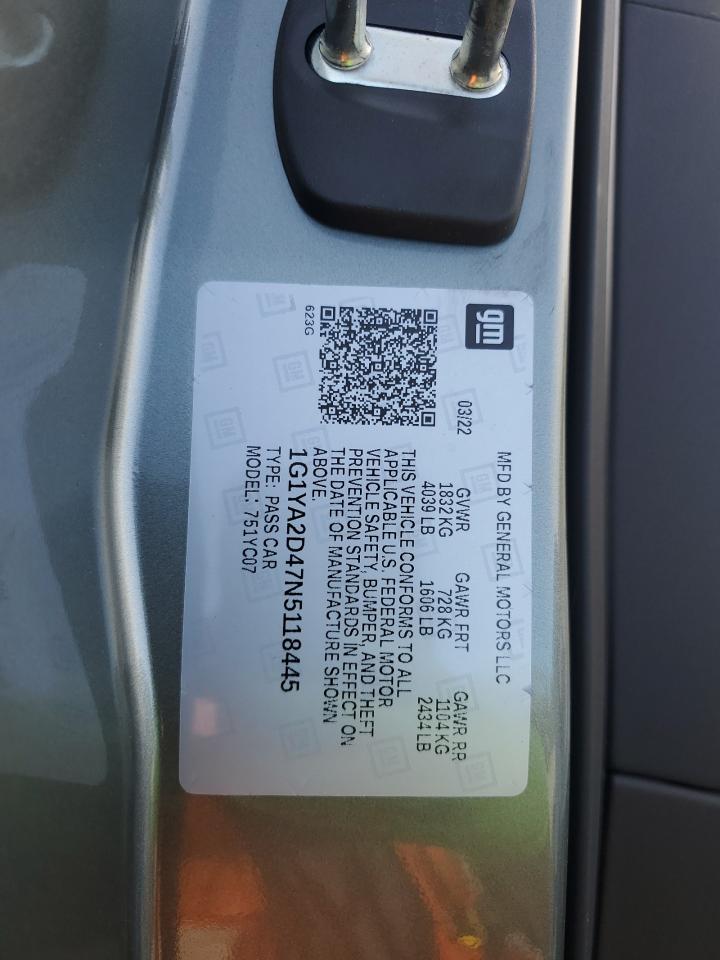 gm
MFD BY GENERAL MOTORS LLC
03/22 GVWR GAWR FRT GAWR RR
1832 KG 728 KG 1104 KG
4039 LB 1606 LB 2434 LB
THIS VEHICLE CONFORMS TO ALL
APPLICABLE U.S. FEDERAL MOTOR
VEHICLE SAFETY, BUMPER, AND THEFT
PREVENTION STANDARDS IN EFFECT ON
THE DATE OF MANUFACTURE SHOWN
ABOVE.
1G1YA2D47N5118445
TYPE: PASS CAR
MODEL: 751YC07
623G